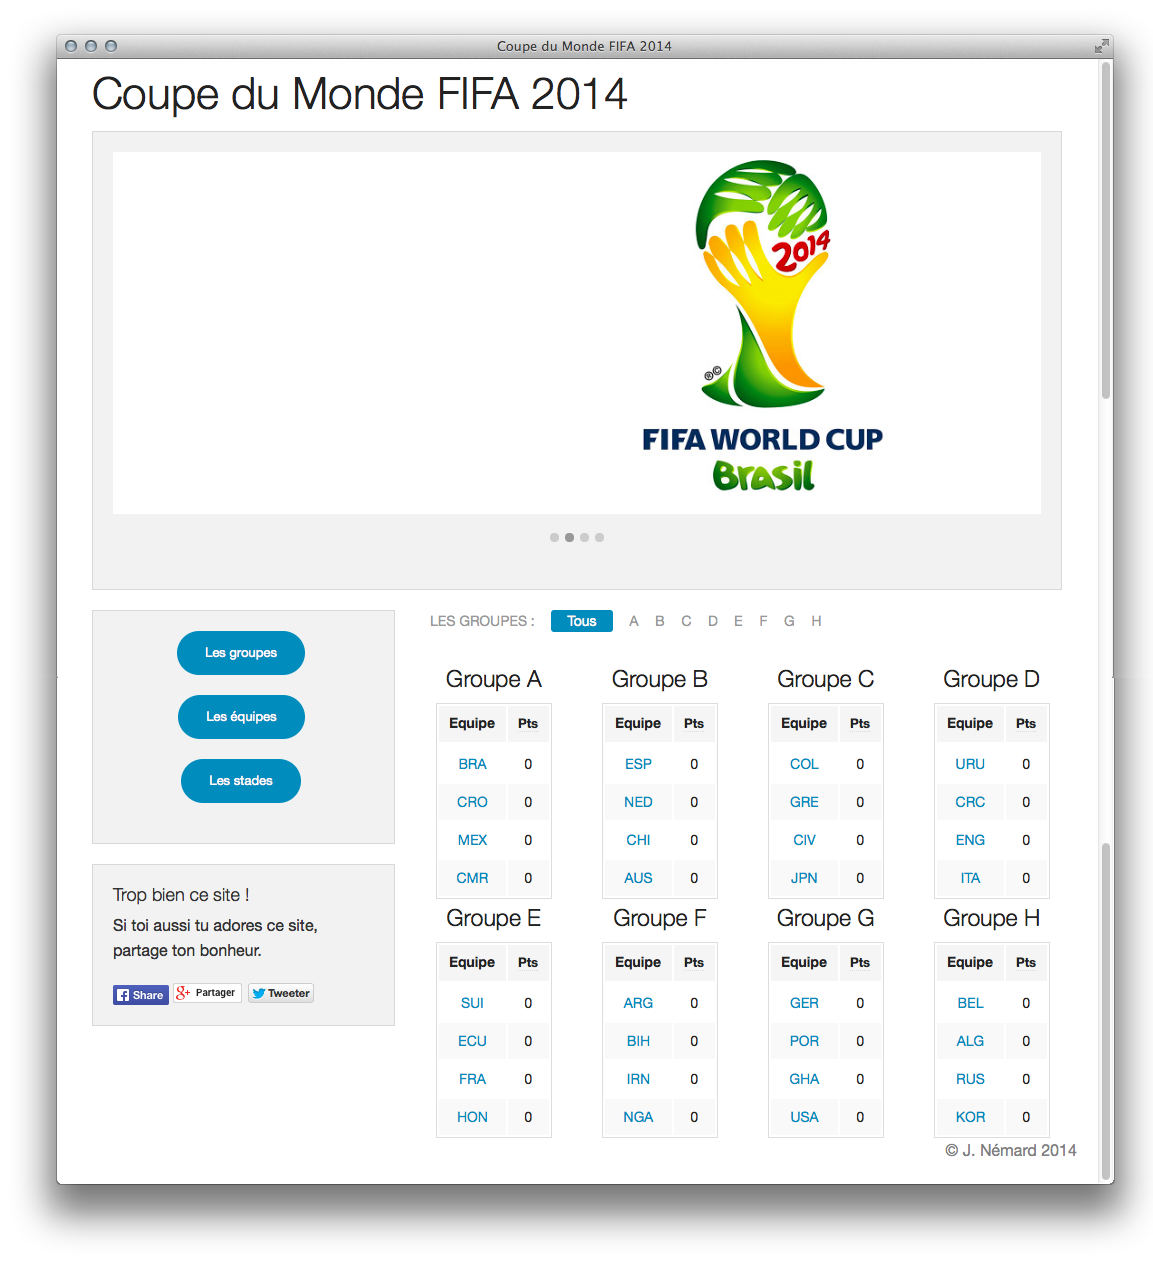 Coupe du Monde FIFA 2014
Coupe du Monde FIFA 2014
2014
®©
FIFA WORLD CUP
Brasil
Les groupes
Les équipes
Les stades
Trop bien ce site !
Si toi aussi tu adores ce site,
partage ton bonheur.
Share Partager Tweeter
LES GROUPES : Tous A B C D E F G H
Groupe A Groupe B Groupe C Groupe D
Equipe Pts Equipe Pts Equipe Pts Equipe Pts
BRA 0 ESP 0 COL 0 URU 0
CRO 0 NED 0 GRE 0 CRC 0
MEX 0 CHI 0 CIV 0 ENG 0
CMR 0 AUS 0 JPN 0 ITA 0
Groupe E Groupe F Groupe G Groupe H
Equipe Pts Equipe Pts Equipe Pts Equipe Pts
SUI 0 ARG 0 GER 0 BEL 0
ECU 0 BIH 0 POR 0 ALG 0
FRA 0 IRN 0 GHA 0 RUS 0
HON 0 NGA 0 USA 0 KOR 0
© J. Némard 2014